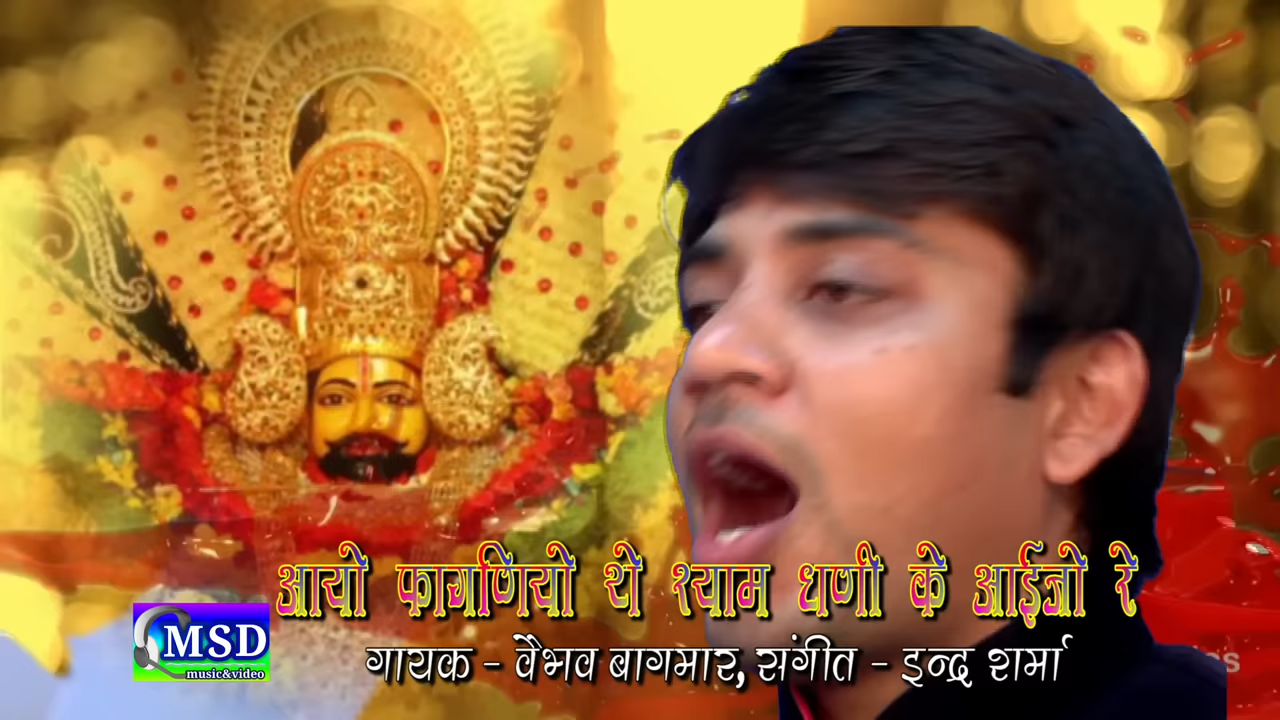 आयो फागणियो थे श्याम धणी के आईजो रे
MSD
music&video
गायक - वैभव बागमार, संगीत - इन्द्र शर्मा